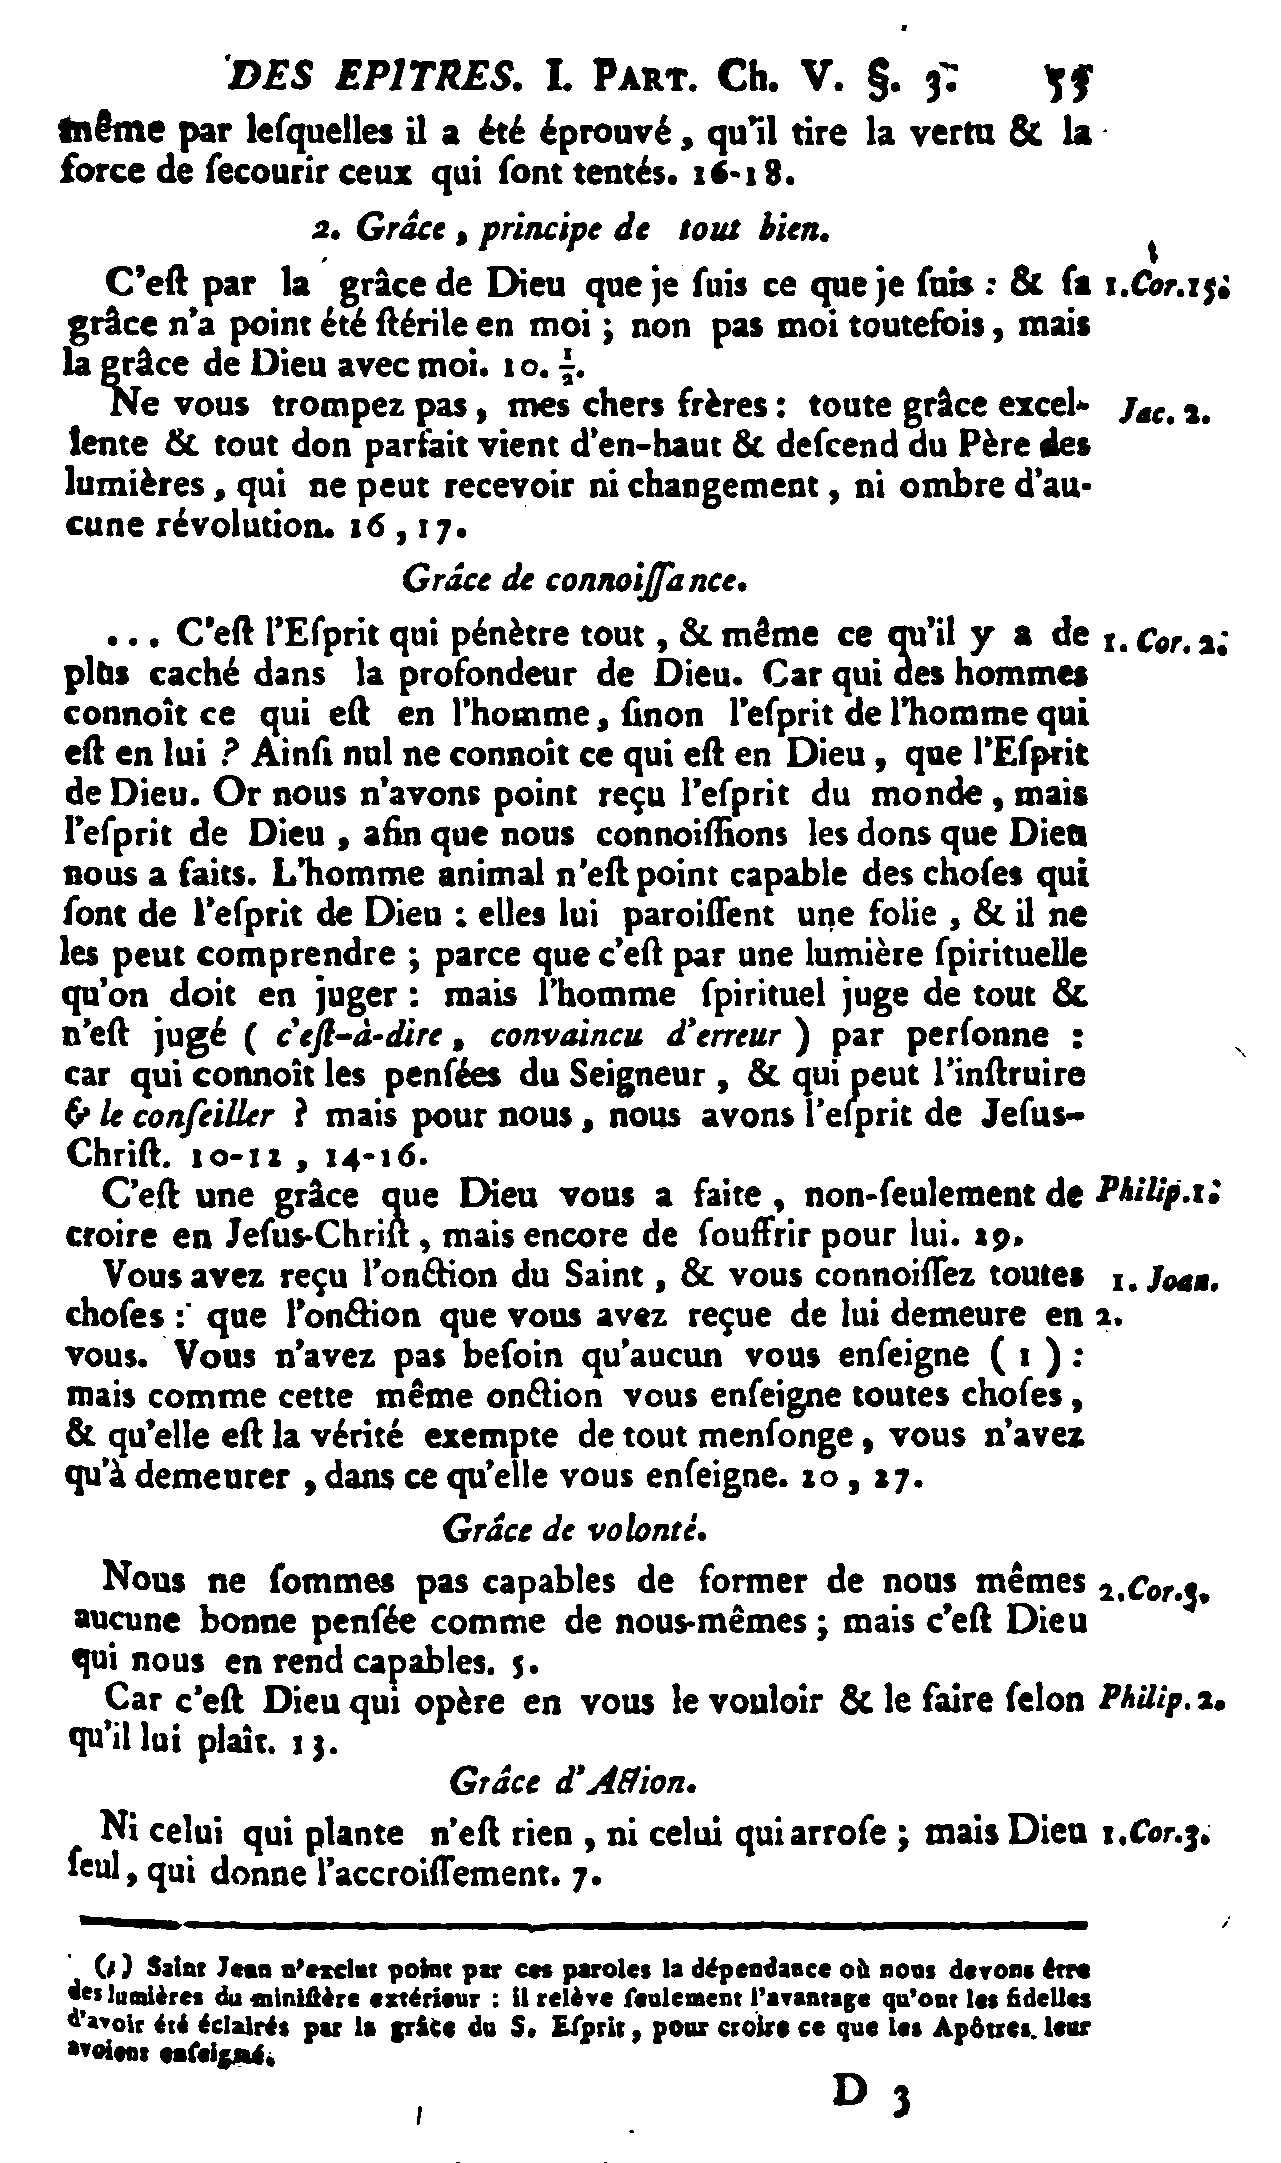 DES EPITRES. I. PART. Ch. V. §. 3. 55
même par leſquelles il a été éprouvé, qu'il tire la vertu & la
force de ſecourir ceux qui ſont tentés. 16-18.
2. Grâce, principe de tout bien.
C'eſt par la grâce de Dieu que je ſuis ce que je ſuis : & ſa 1.Cor.15.
grâce n'a point été ſtérile en moi ; non pas moi toutefois, mais
la grâce de Dieu avec moi. 10. ½.
Ne vous trompez pas, mes chers frères : toute grâce excel- Jac. 2.
lente & tout don parfait vient d'en-haut & deſcend du Père des
lumières, qui ne peut recevoir ni changement, ni ombre d'au-
cune révolution. 16, 17.
Grâce de connoiſſance.
... C'eſt l'Eſprit qui pénètre tout, & même ce qu'il y a de 1. Cor. 2.
plus caché dans la profondeur de Dieu. Car qui des hommes
connoît ce qui eſt en l'homme, ſinon l'eſprit de l'homme qui
eſt en lui ? Ainſi nul ne connoît ce qui eſt en Dieu, que l'Eſprit
de Dieu. Or nous n'avons point reçu l'eſprit du monde, mais
l'eſprit de Dieu, afin que nous connoiſſions les dons que Dieu
nous a faits. L'homme animal n'eſt point capable des choſes qui
ſont de l'eſprit de Dieu : elles lui paroiſſent une folie, & il ne
les peut comprendre ; parce que c'eſt par une lumière ſpirituelle
qu'on doit en juger : mais l'homme ſpirituel juge de tout &
n'eſt jugé ( c'eſt-à-dire, convaincu d'erreur ) par perſonne :
car qui connoît les penſées du Seigneur, & qui peut l'inſtruire
& le conſeiller ? mais pour nous, nous avons l'eſprit de Jeſus-
Chriſt. 10-12, 14-16.
C'eſt une grâce que Dieu vous a faite, non-ſeulement de Philip.1.
croire en Jeſus-Chriſt, mais encore de ſouffrir pour lui. 29.
Vous avez reçu l'onction du Saint, & vous connoiſſez toutes 1. Joan.
choſes : que l'onction que vous avez reçue de lui demeure en 2.
vous. Vous n'avez pas beſoin qu'aucun vous enſeigne ( 1 ) :
mais comme cette même onction vous enſeigne toutes choſes,
& qu'elle eſt la vérité exempte de tout menſonge, vous n'avez
qu'à demeurer, dans ce qu'elle vous enſeigne. 20, 27.
Grâce de volonté.
Nous ne ſommes pas capables de former de nous mêmes 2.Cor.3.
aucune bonne penſée comme de nous-mêmes ; mais c'eſt Dieu
qui nous en rend capables. 5.
Car c'eſt Dieu qui opère en vous le vouloir & le faire ſelon Philip. 2.
qu'il lui plaît. 13.
Grâce d'Action.
Ni celui qui plante n'eſt rien, ni celui qui arroſe ; mais Dieu 1.Cor.3.
ſeul, qui donne l'accroiſſement. 7.
(1) Saint Jean n'exclut point par ces paroles la dépendance où nous devons être
des lumières du miniſtère extérieur : il relève ſeulement l'avantage qu'ont les fidelles
d'avoir été éclairés par la grâce du S. Eſprit, pour croire ce que les Apôtres leur
avoient enſeigné.
D 3